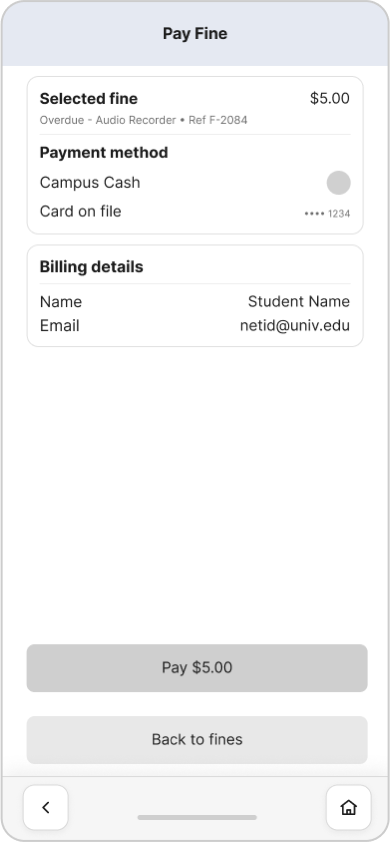 Pay Fine
Selected fine $5.00
Overdue - Audio Recorder • Ref F-2084
Payment method
Campus Cash
Card on file •••• 1234
Billing details
Name Student Name
Email netid@univ.edu
Pay $5.00
Back to fines